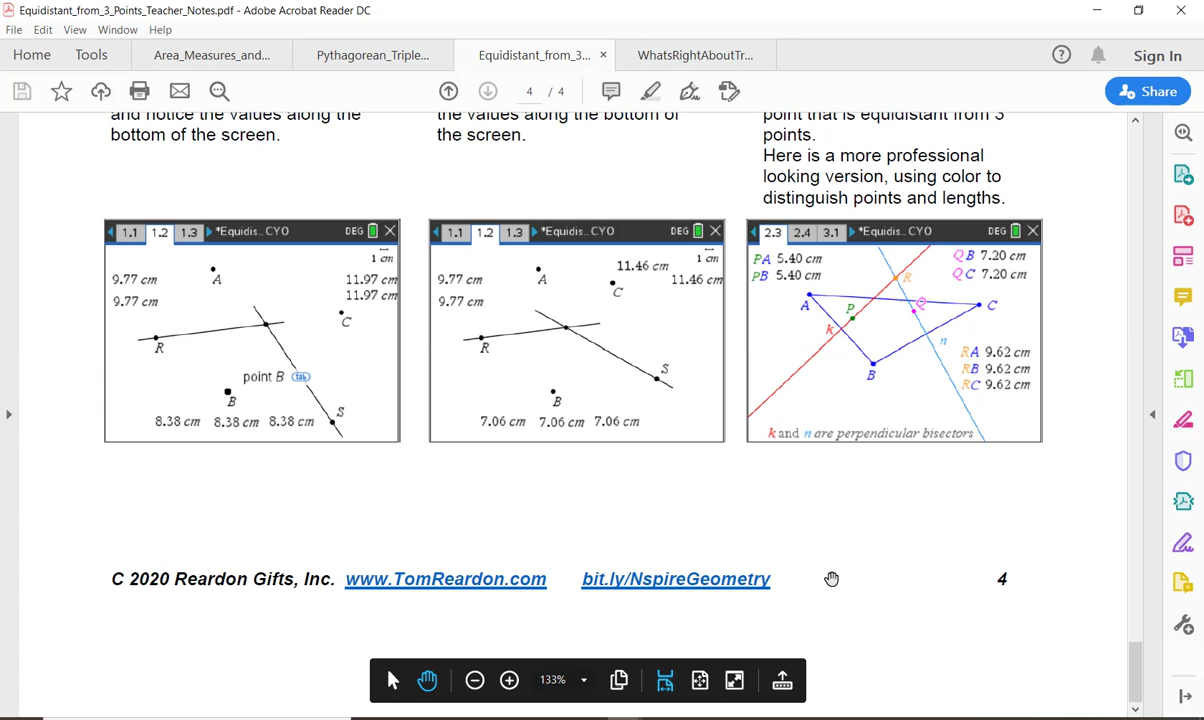 Equidistant_from_3_Points_Teacher_Notes.pdf - Adobe Acrobat Reader DC
File Edit View Window Help
Home Tools Area_Measures_and... Pythagorean_Triple... Equidistant_from_3... WhatsRightAboutTr... Sign In
4 / 4 Share
and notice the values along the
bottom of the screen.
the values along the bottom of
the screen.
point that is equidistant from 3
points.
Here is a more professional
looking version, using color to
distinguish points and lengths.
1.1 1.2 1.3 *Equidis...CYO DEG
1 cm
9.77 cm A 11.97 cm
9.77 cm 11.97 cm
C
R
point B tab
B S
8.38 cm 8.38 cm 8.38 cm
1.1 1.2 1.3 *Equidis...CYO DEG
1 cm
9.77 cm A 11.46 cm 11.46 cm
9.77 cm C
R
S
B
7.06 cm 7.06 cm 7.06 cm
2.3 2.4 3.1 *Equidis...CYO DEG
PA 5.40 cm QB 7.20 cm
PB 5.40 cm QC 7.20 cm
R
A P Q C
k n
RA 9.62 cm
RB 9.62 cm
B RC 9.62 cm
k and n are perpendicular bisectors
C 2020 Reardon Gifts, Inc. www.TomReardon.com bit.ly/NspireGeometry 4
133%